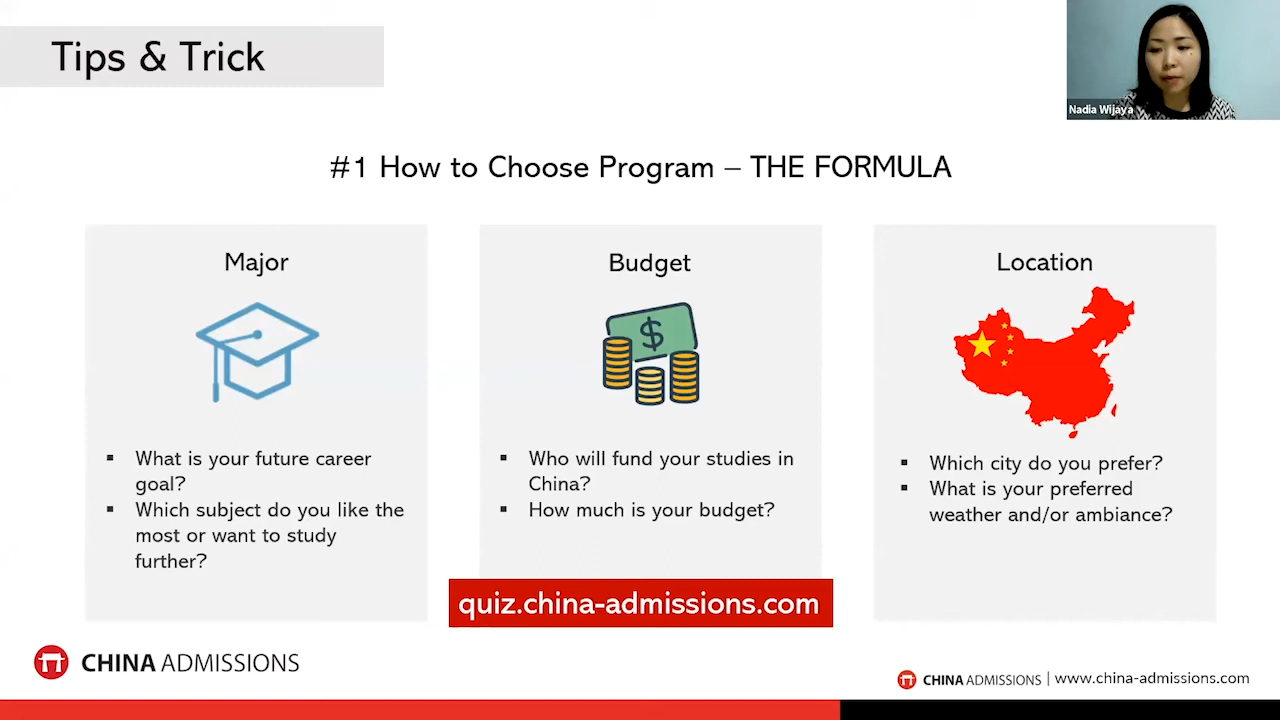 Tips & Trick
Nadia Wijaya
#1 How to Choose Program – THE FORMULA
Major
▪ What is your future career
goal?
▪ Which subject do you like the
most or want to study
further?
Budget
$
▪ Who will fund your studies in
China?
▪ How much is your budget?
Location
▪ Which city do you prefer?
▪ What is your preferred
weather and/or ambiance?
quiz.china-admissions.com
CHINA ADMISSIONS
CHINA ADMISSIONS | www.china-admissions.com